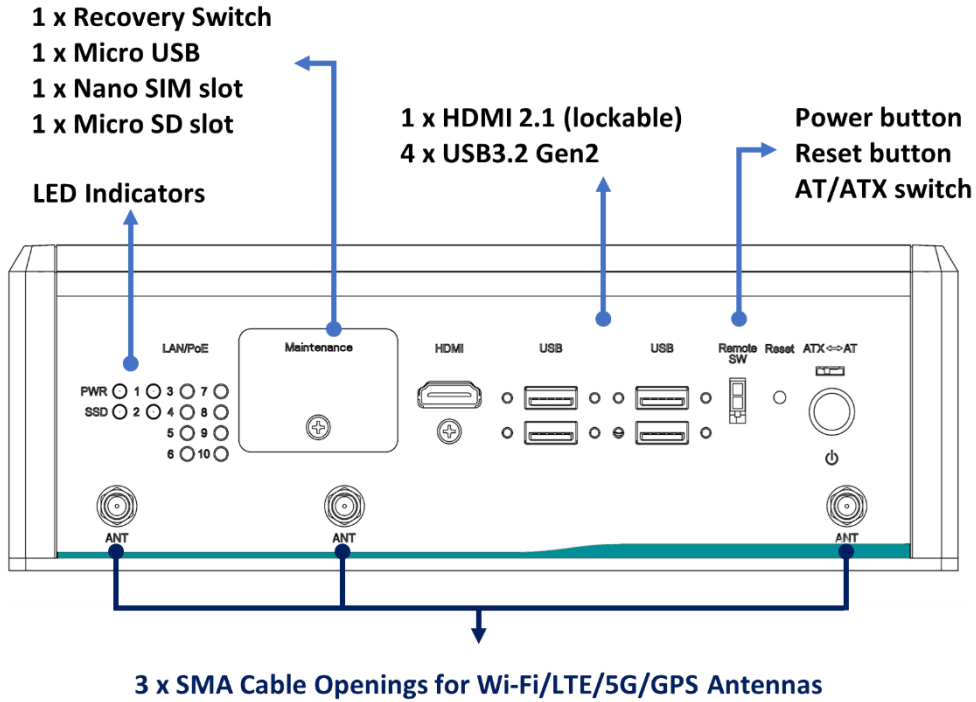 1 x Recovery Switch
1 x Micro USB
1 x Nano SIM slot
1 x Micro SD slot
1 x HDMI 2.1 (lockable)
4 x USB3.2 Gen2
Power button
Reset button
AT/ATX switch
LED Indicators
LAN/PoE
Maintenance
HDMI
USB
USB
Remote
SW
Reset
ATX⇔AT
PWR 1 3 7
SSD 2 4 8
5 9
6 10
ANT
ANT
ANT
3 x SMA Cable Openings for Wi-Fi/LTE/5G/GPS Antennas